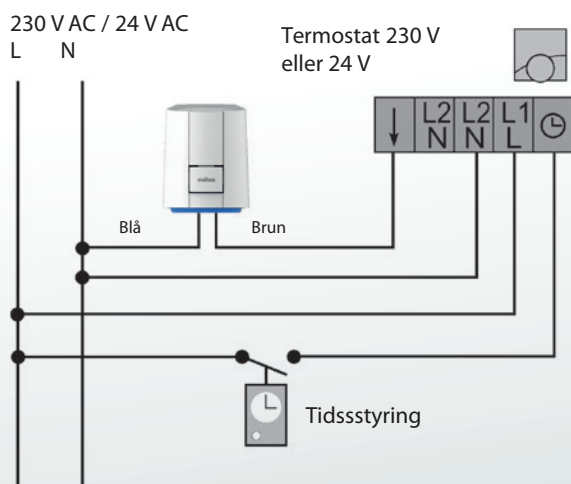 230 V AC / 24 V AC
L N
Termostat 230 V
eller 24 V
L2 L2 L1
N N L
Blå Brun
Tidssstyring